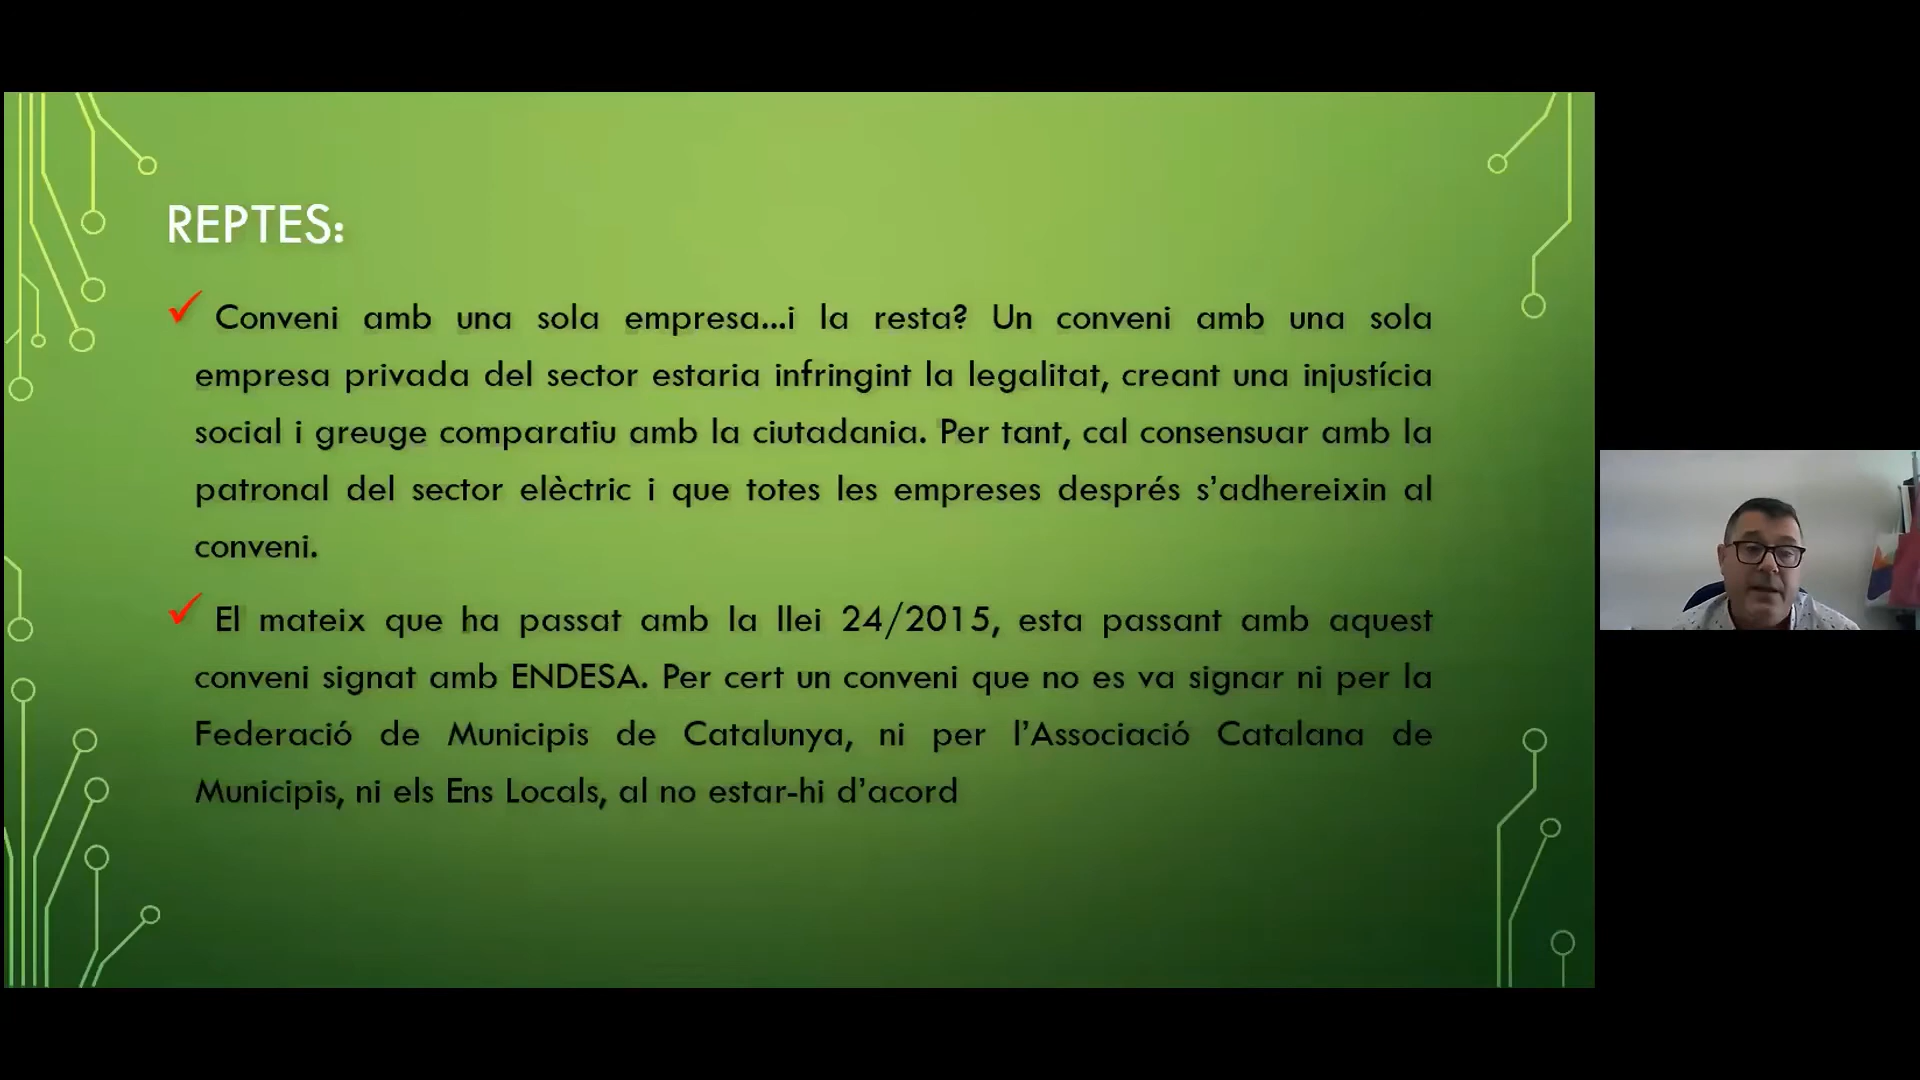 REPTES:
Conveni amb una sola empresa...i la resta? Un conveni amb una sola
empresa privada del sector estaria infringint la legalitat, creant una injustícia
social i greuge comparatiu amb la ciutadania. Per tant, cal consensuar amb la
patronal del sector elèctric i que totes les empreses després s’adhereixin al
conveni.
El mateix que ha passat amb la llei 24/2015, esta passant amb aquest
conveni signat amb ENDESA. Per cert un conveni que no es va signar ni per la
Federació de Municipis de Catalunya, ni per l’Associació Catalana de
Municipis, ni els Ens Locals, al no estar-hi d’acord